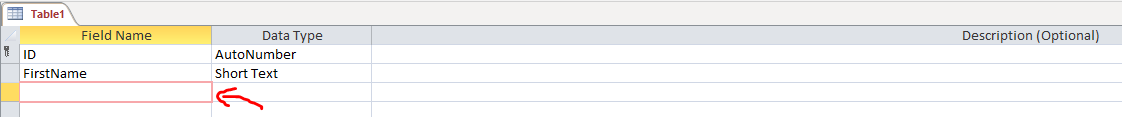 Table1
Field Name Data Type Description (Optional)
ID AutoNumber
FirstName Short Text